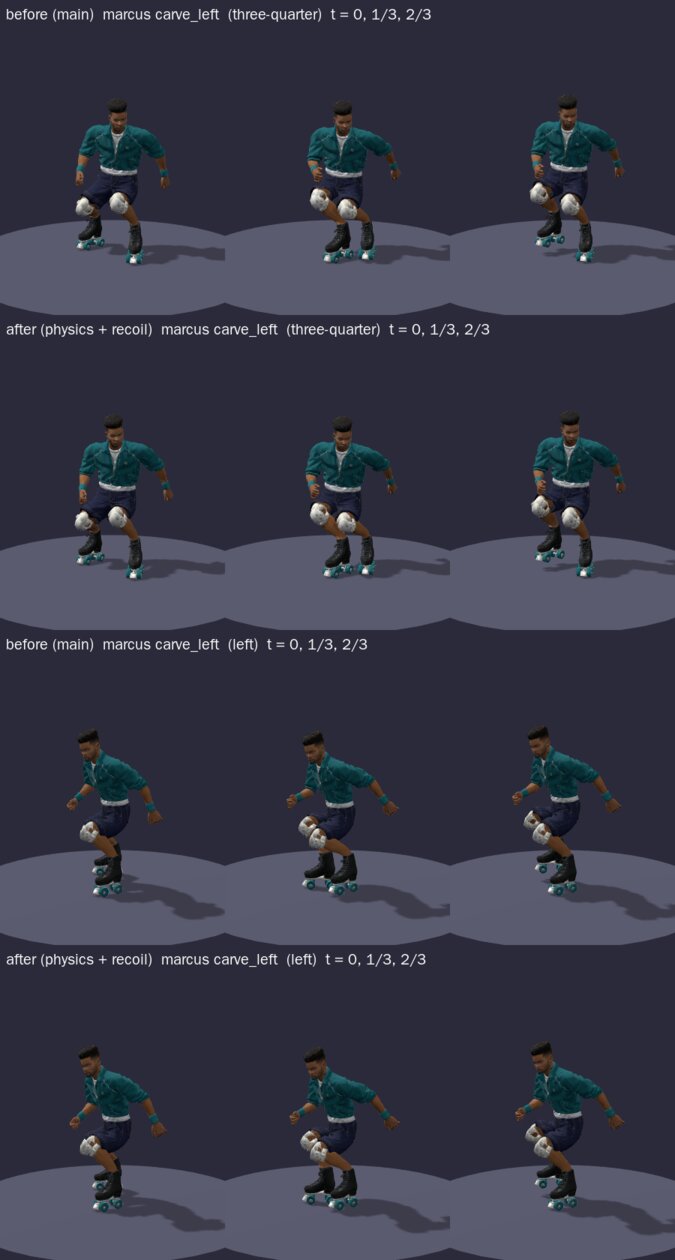 before (main)  marcus carve_left  (three-quarter)  t = 0, 1/3, 2/3
after (physics + recoil)  marcus carve_left  (three-quarter)  t = 0, 1/3, 2/3
before (main)  marcus carve_left  (left)  t = 0, 1/3, 2/3
after (physics + recoil)  marcus carve_left  (left)  t = 0, 1/3, 2/3